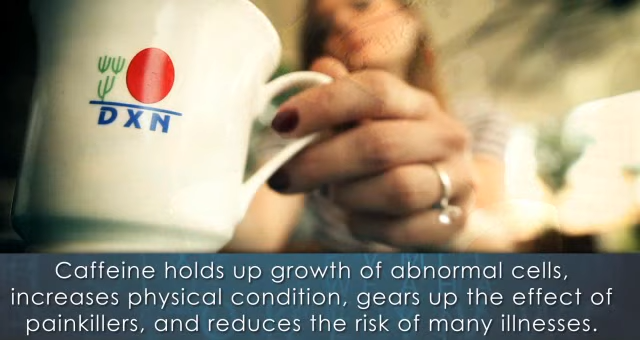 DXN
Caffeine holds up growth of abnormal cells,
increases physical condition, gears up the effect of
painkillers, and reduces the risk of many illnesses.